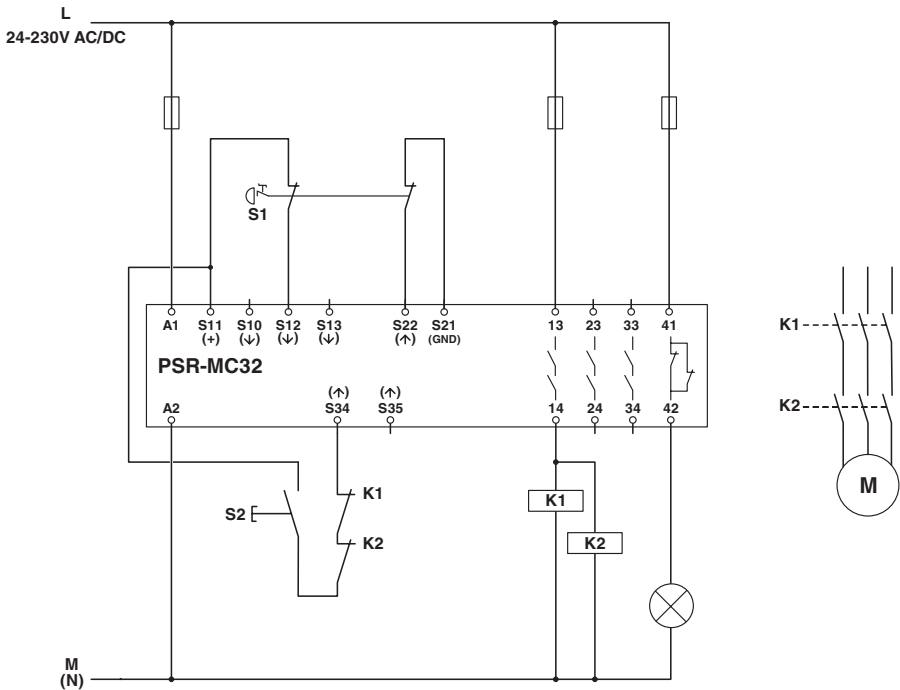 L
24-230V AC/DC
S1
A1 S11 S10 S12 S13 S22 S21 13 23 33 41
(+) (↓) (↓) (↓) (↑) (GND)
K1
PSR-MC32
(↑) (↑)
A2 S34 S35 14 24 34 42
K2
K1
S2
K2
K1
K2
M
M
(N)